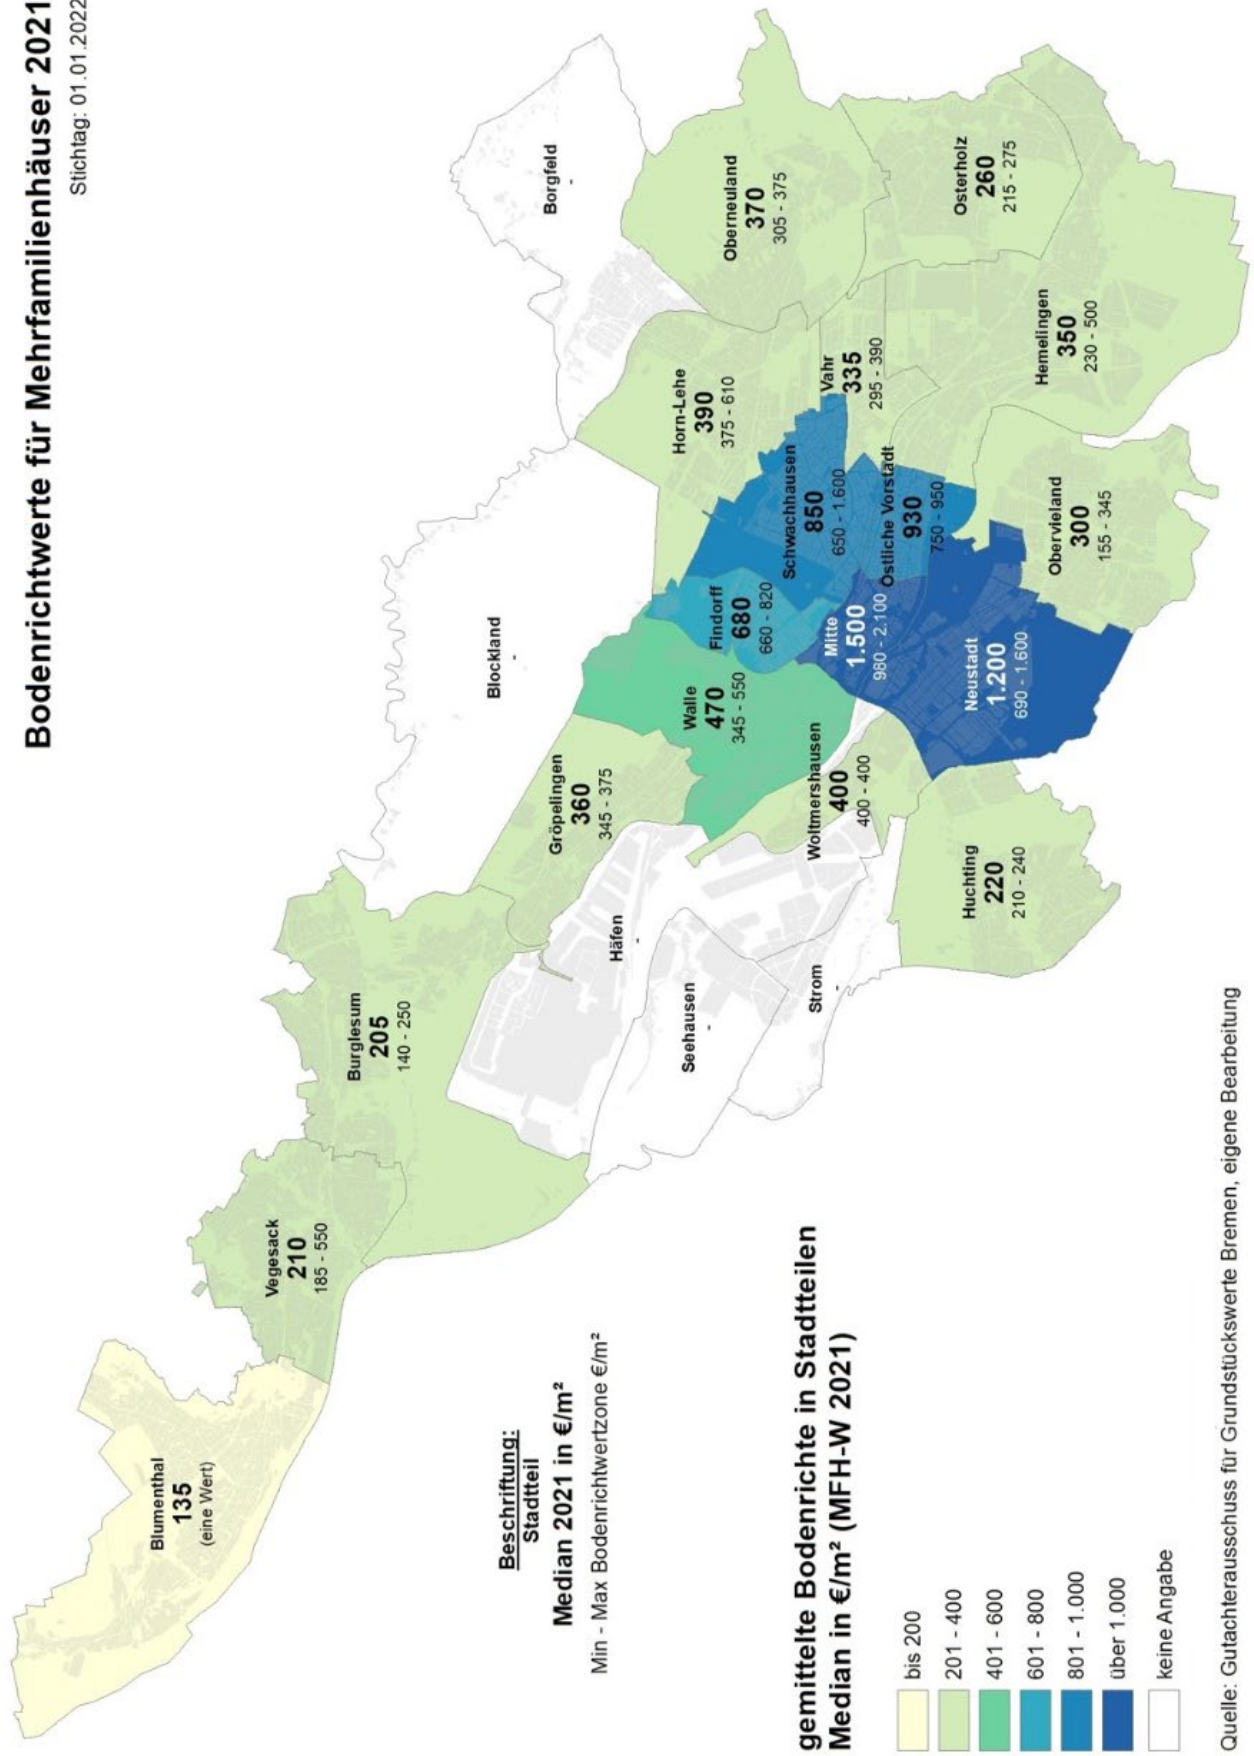 Bodenrichtwerte für Mehrfamilienhäuser 2021
Stichtag: 01.01.2022
Blumenthal
135
(eine Wert)
Vegesack
210
185 - 550
Burglesum
205
140 - 250
Blockland
-
Borgfeld
-
Gröpelingen
360
345 - 375
Häfen
-
Seehausen
-
Strom
-
Walle
470
345 - 550
Findorff
680
660 - 820
Horn-Lehe
390
375 - 610
Oberneuland
370
305 - 375
Schwachhausen
850
650 - 1.600
Vahr
335
295 - 390
Osterholz
260
215 - 275
Woltmershausen
400
400 - 400
Mitte
1.500
980 - 2.100
Östliche Vorstadt
930
750 - 950
Hemelingen
350
230 - 500
Huchting
220
210 - 240
Neustadt
1.200
690 - 1.600
Obervieland
300
155 - 345
Beschriftung:
Stadtteil
Median 2021 in €/m²
Min - Max Bodenrichtwertzone €/m²
gemittelte Bodenrichte in Stadtteilen
Median in €/m² (MFH-W 2021)
bis 200
201 - 400
401 - 600
601 - 800
801 - 1.000
über 1.000
keine Angabe
Quelle: Gutachterausschuss für Grundstückswerte Bremen, eigene Bearbeitung